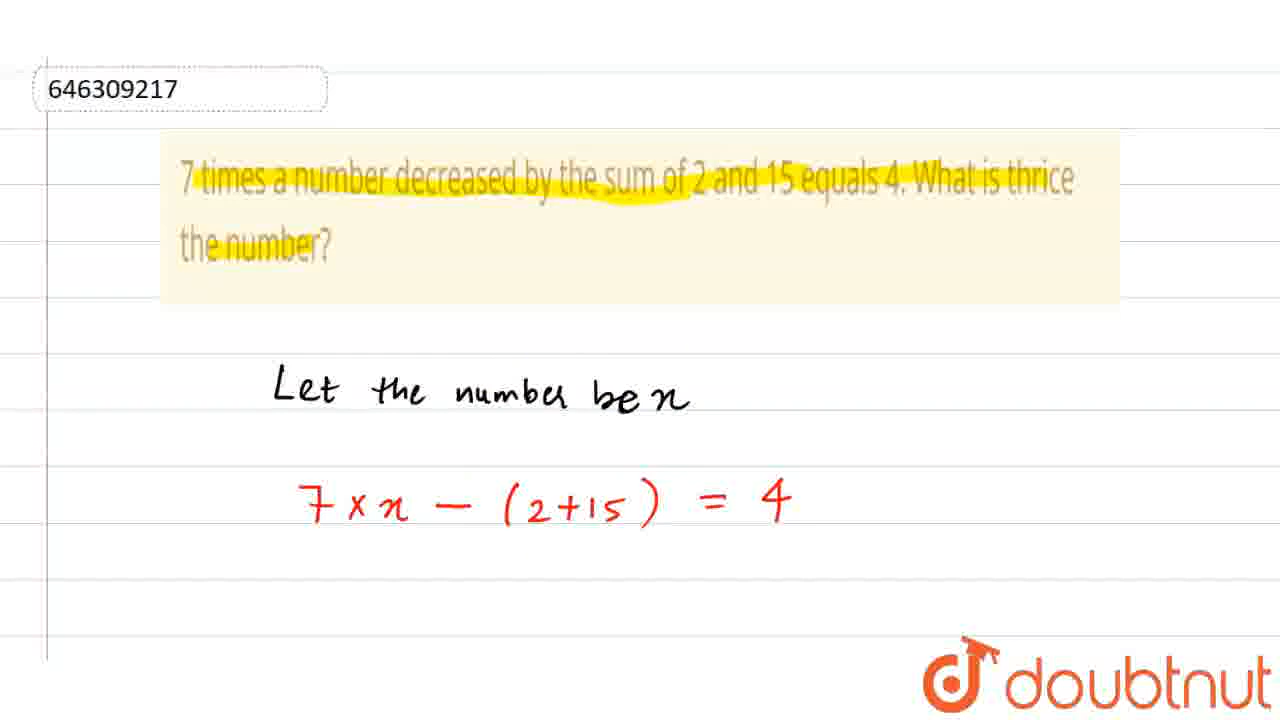 646309217
7 times a number decreased by the sum of 2 and 15 equals 4. What is thrice
the number?
Let the number be x
7 × x − (2+15) = 4
doubtnut